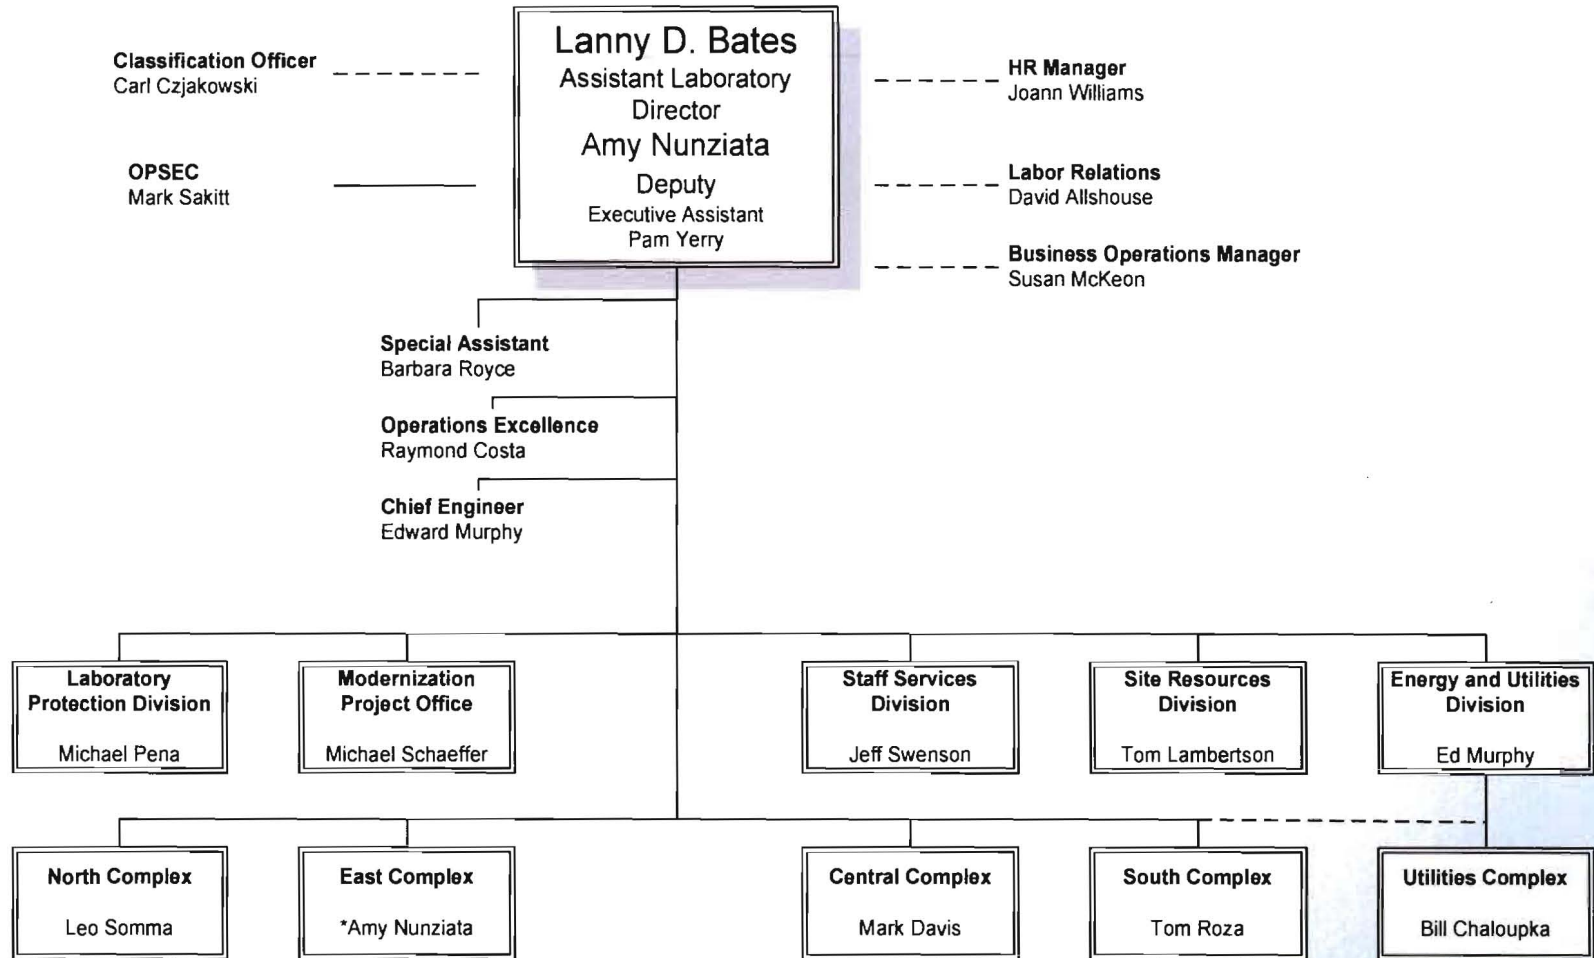 Lanny D. Bates
Assistant Laboratory
Director
Amy Nunziata
Deputy
Executive Assistant
Pam Yerry
Classification Officer
Carl Czjakowski
OPSEC
Mark Sakitt
HR Manager
Joann Williams
Labor Relations
David Allshouse
Business Operations Manager
Susan McKeon
Special Assistant
Barbara Royce
Operations Excellence
Raymond Costa
Chief Engineer
Edward Murphy
Laboratory
Protection Division
Michael Pena
Modernization
Project Office
Michael Schaeffer
Staff Services
Division
Jeff Swenson
Site Resources
Division
Tom Lambertson
Energy and Utilities
Division
Ed Murphy
North Complex
Leo Somma
East Complex
*Amy Nunziata
Central Complex
Mark Davis
South Complex
Tom Roza
Utilities Complex
Bill Chaloupka